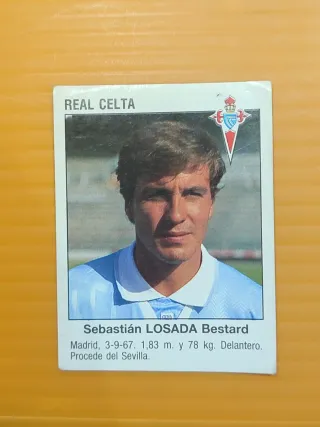 REAL CELTA
Sebastián LOSADA Bestard
Madrid, 3-9-67. 1,83 m. y 78 kg. Delantero.
Procede del Sevilla.